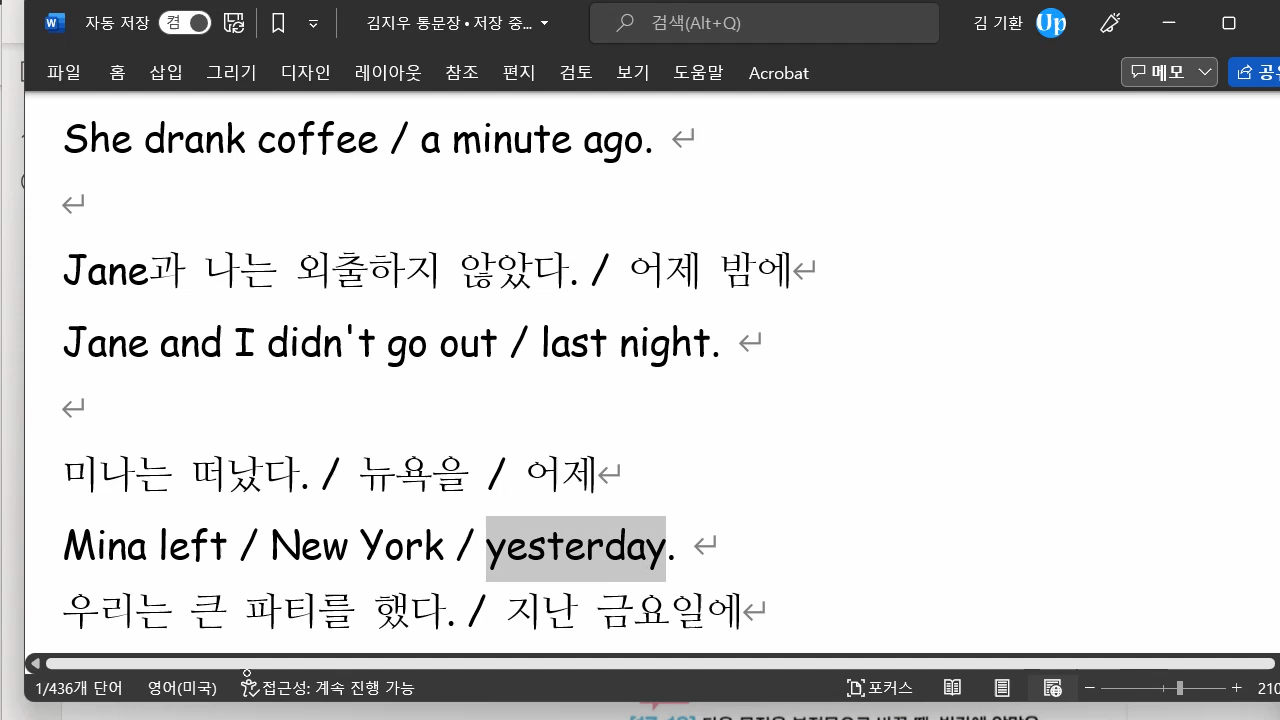 자동 저장 켬 김지우 통문장 • 저장 중... 검색(Alt+Q) 김 기환 Up
파일 홈 삽입 그리기 디자인 레이아웃 참조 편지 검토 보기 도움말 Acrobat 메모
She drank coffee / a minute ago.
Jane과 나는 외출하지 않았다. / 어제 밤에
Jane and I didn't go out / last night.
미나는 떠났다. / 뉴욕을 / 어제
Mina left / New York / yesterday.
우리는 큰 파티를 했다. / 지난 금요일에
1/436개 단어 영어(미국) 접근성: 계속 진행 가능 포커스 210